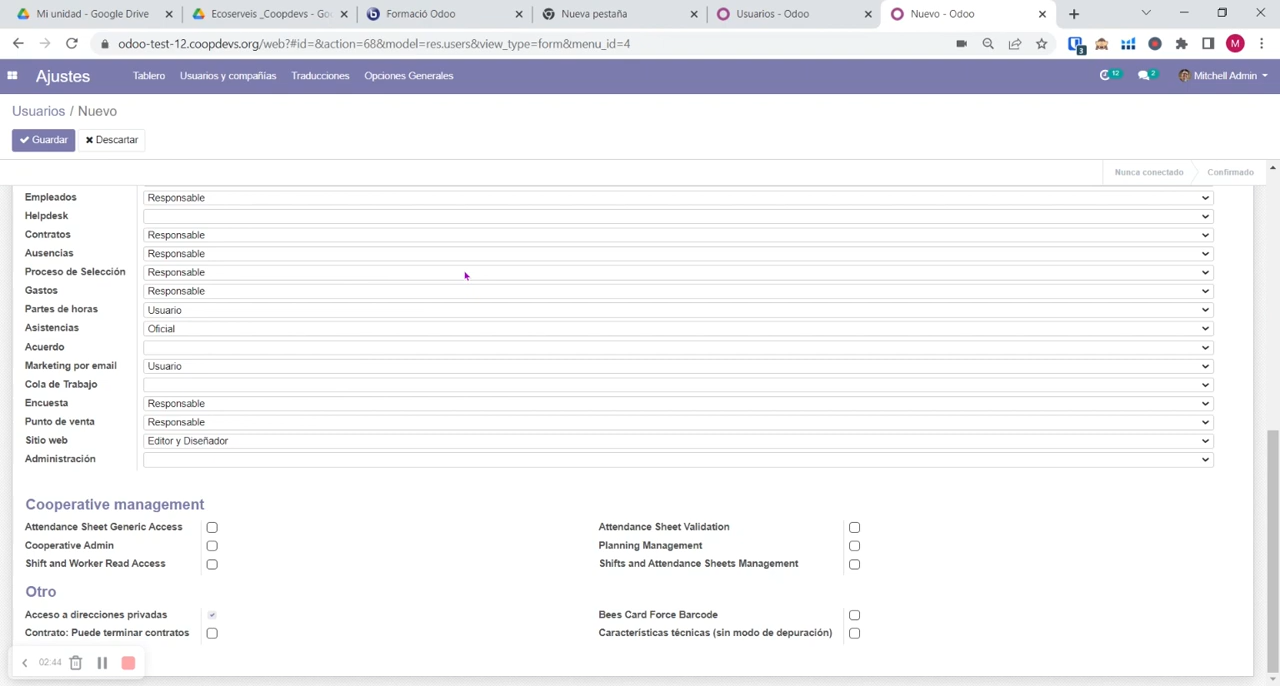 Mi unidad - Google Drive
Ecoserveis _Coopdevs - Go
Formació Odoo
Nueva pestaña
Usuarios - Odoo
Nuevo - Odoo
odoo-test-12.coopdevs.org/web?#id=&action=68&model=res.users&view_type=form&menu_id=4
3
M
Ajustes
Tablero
Usuarios y compañias
Traducciones
Opciones Generales
12
2
Mitchell Admin
Usuarios / Nuevo
Guardar
Descartar
Nunca conectado
Confirmado
Empleados Responsable
Helpdesk
Contratos Responsable
Ausencias Responsable
Proceso de Selección Responsable
Gastos Responsable
Partes de horas Usuario
Asistencias Oficial
Acuerdo
Marketing por email Usuario
Cola de Trabajo
Encuesta Responsable
Punto de venta Responsable
Sitio web Editor y Diseñador
Administración
Cooperative management
Attendance Sheet Generic Access
Attendance Sheet Validation
Cooperative Admin
Planning Management
Shift and Worker Read Access
Shifts and Attendance Sheets Management
Otro
Acceso a direcciones privadas
Bees Card Force Barcode
Contrato: Puede terminar contratos
Características técnicas (sin modo de depuración)
02:44